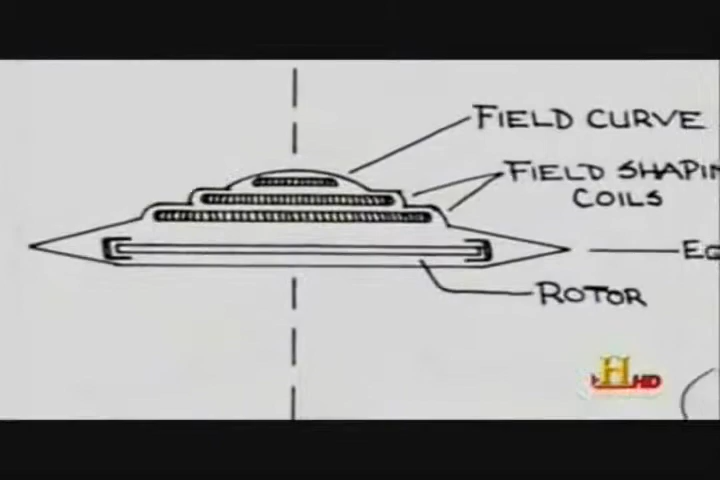 FIELD CURVE
FIELD SHAPIN
COILS
ROTOR
H HD